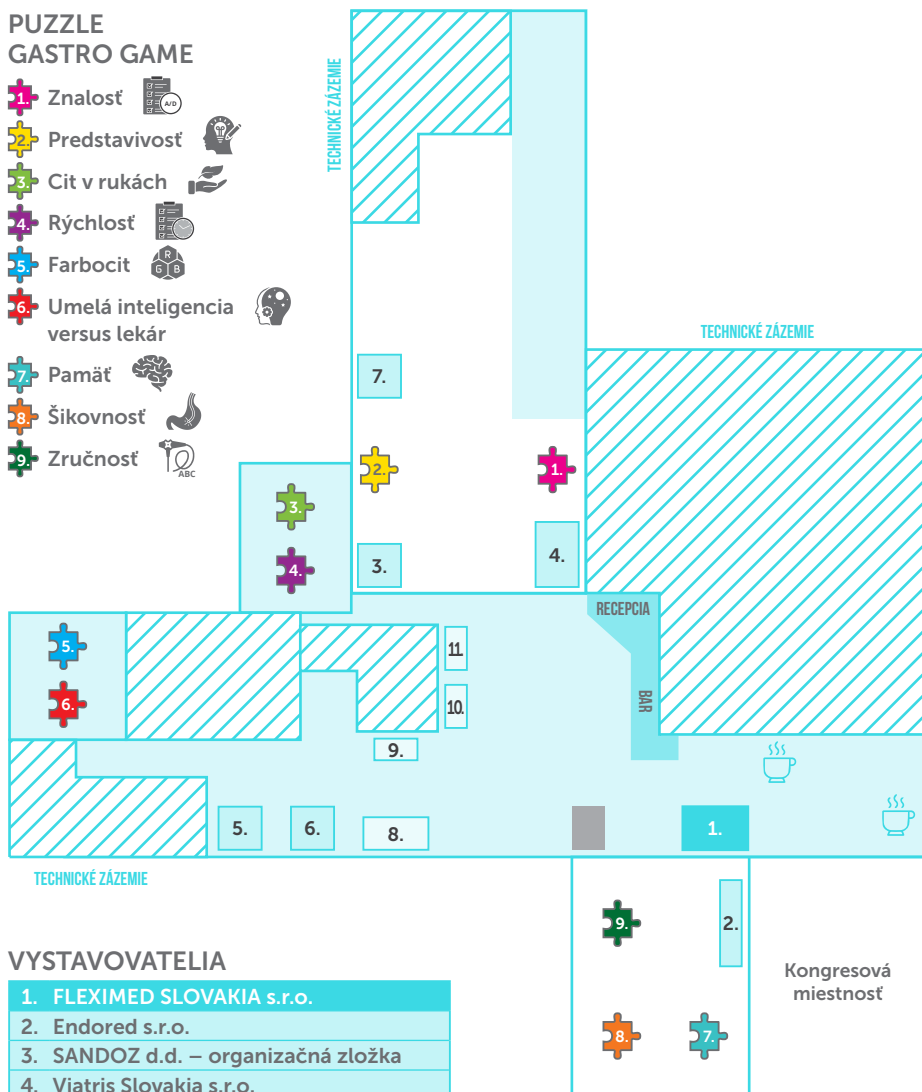 PUZZLE
GASTRO GAME
1. Znalosť
A/D
2. Predstavivosť
3. Cit v rukách
4. Rýchlosť
5. Farbocit
R
G B
6. Umelá inteligencia
versus lekár
7. Pamäť
8. Šikovnosť
9. Zručnosť
ABC
TECHNICKÉ ZÁZEMIE
TECHNICKÉ ZÁZEMIE
7.
2.
1.
3.
4.
3.
4.
RECEPCIA
BAR
5.
6.
11.
10.
9.
5.
6.
8.
1.
TECHNICKÉ ZÁZEMIE
9.
2.
Kongresová
miestnosť
8.
7.
VYSTAVOVATELIA
1. FLEXIMED SLOVAKIA s.r.o.
2. Endored s.r.o.
3. SANDOZ d.d. – organizačná zložka
4. Viatris Slovakia s.r.o.